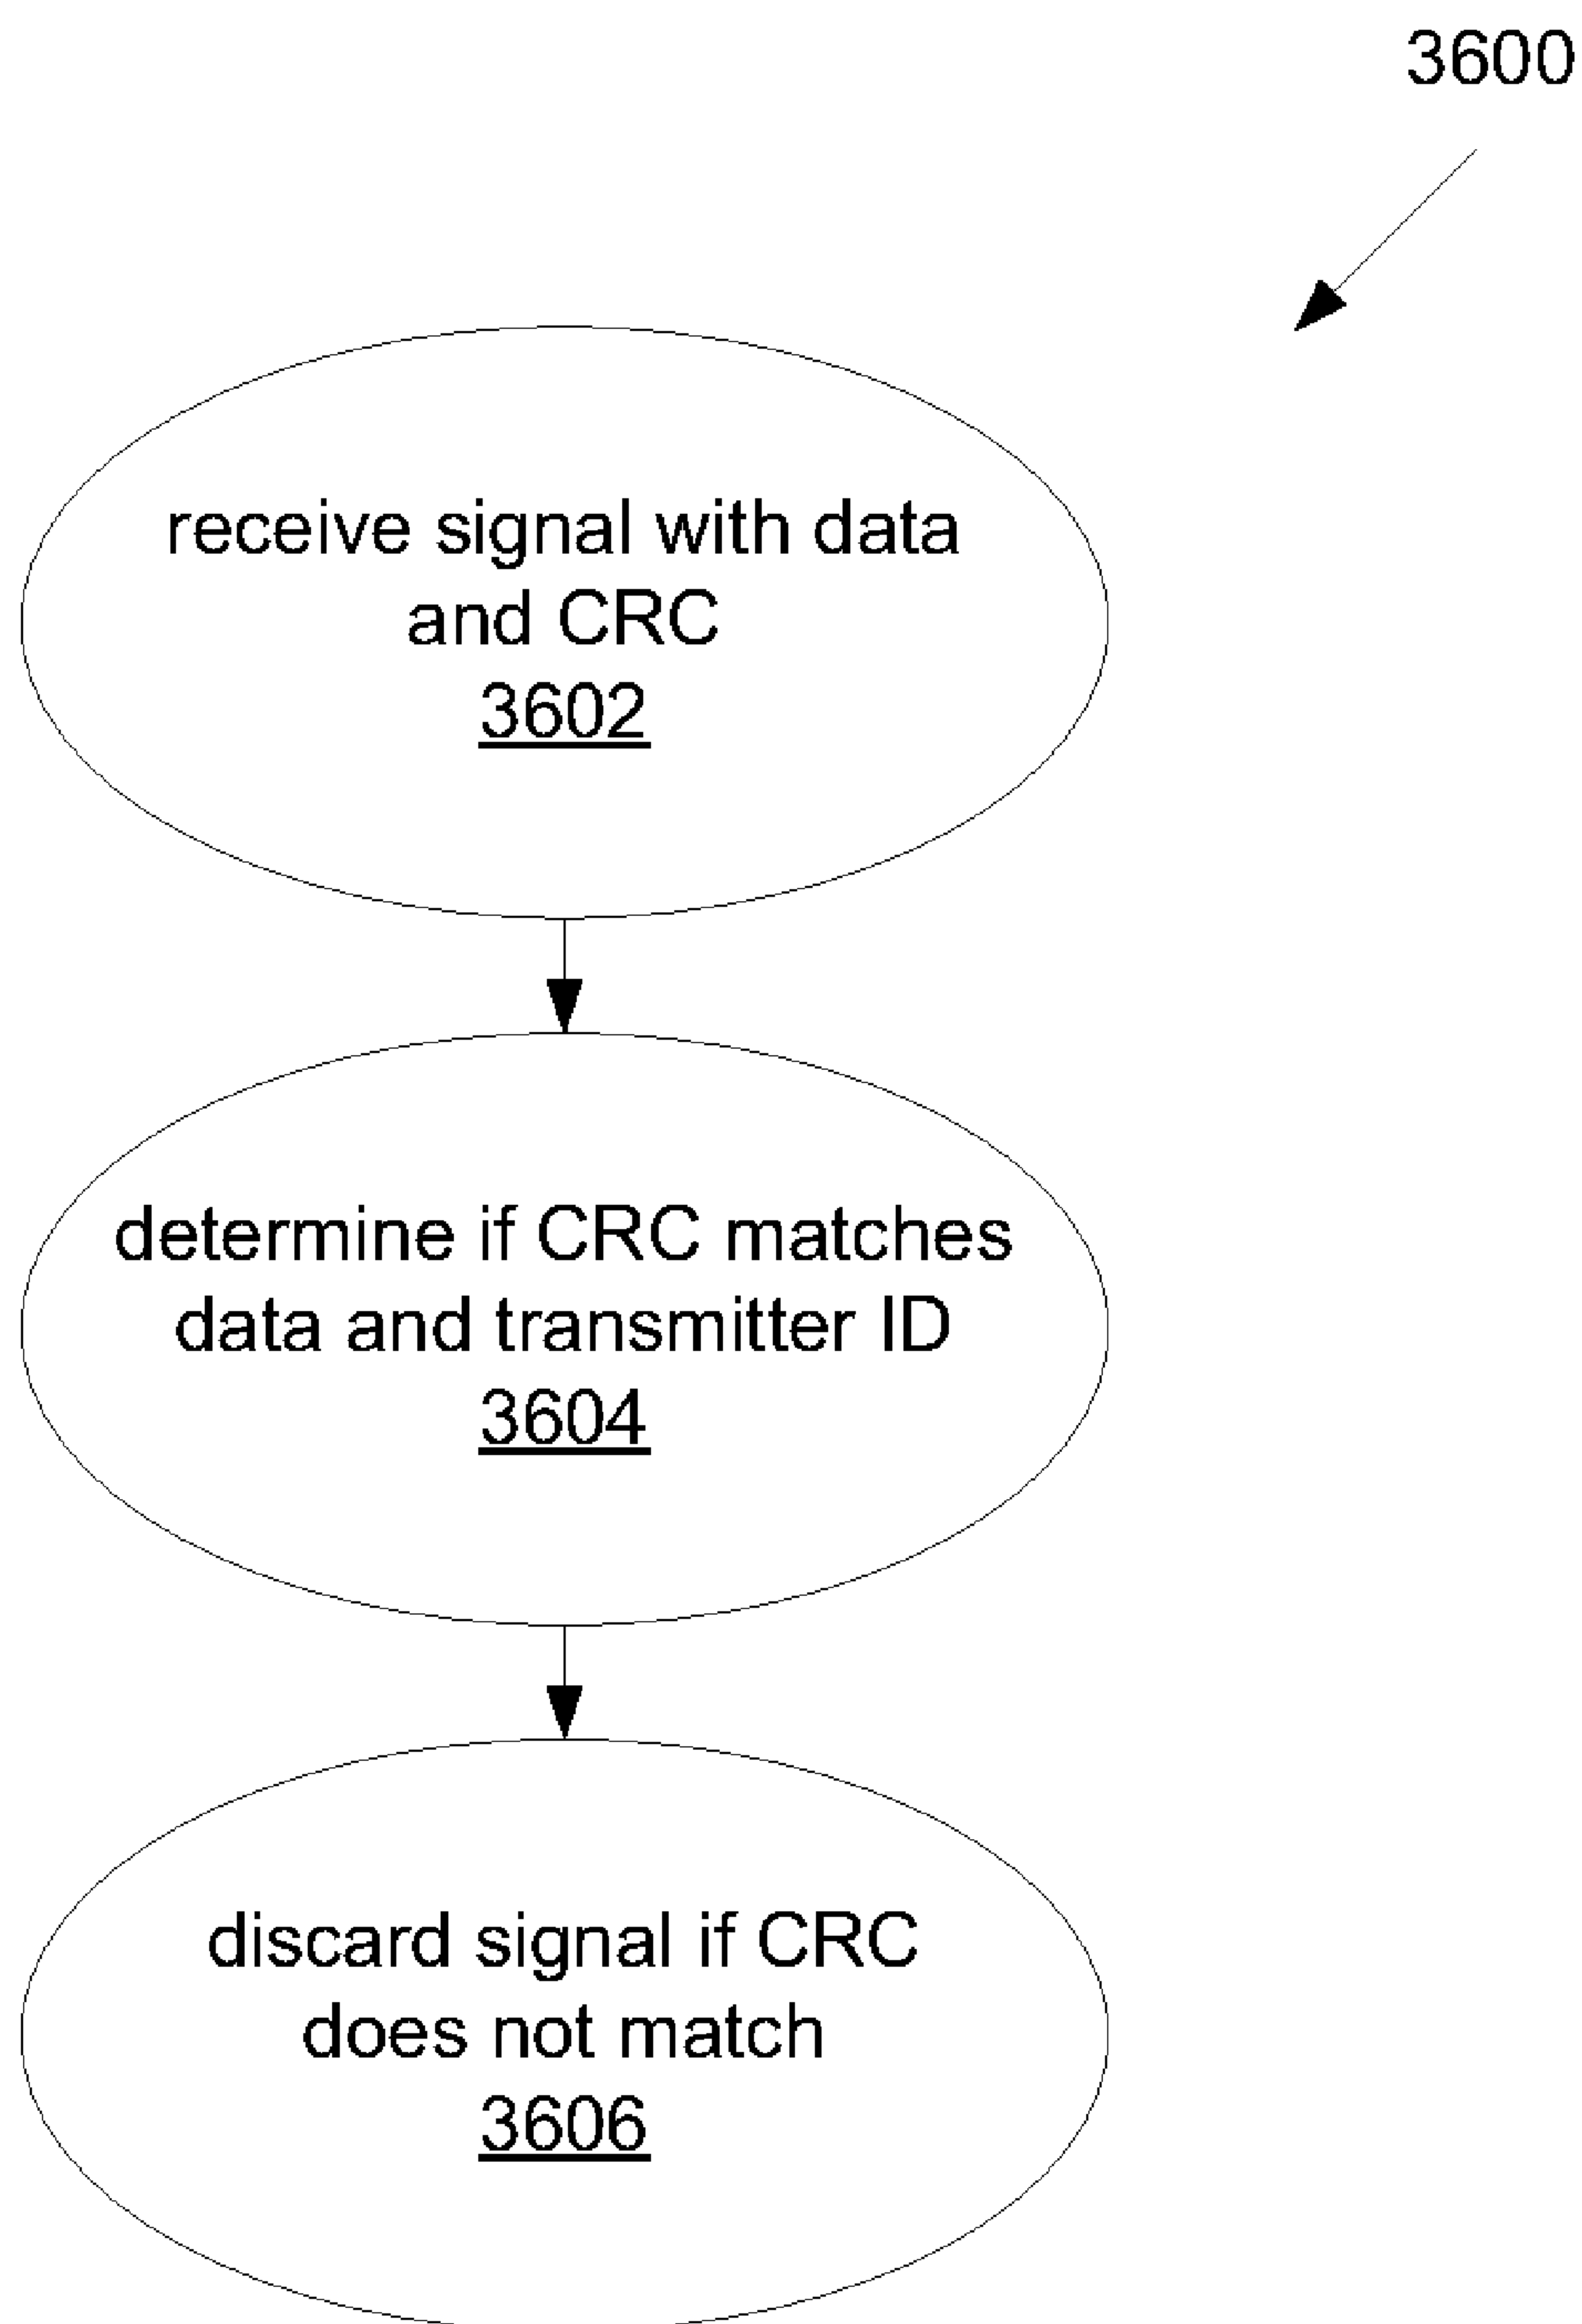 3600
receive signal with data
and CRC
3602
determine if CRC matches
data and transmitter ID
3604
discard signal if CRC
does not match
3606